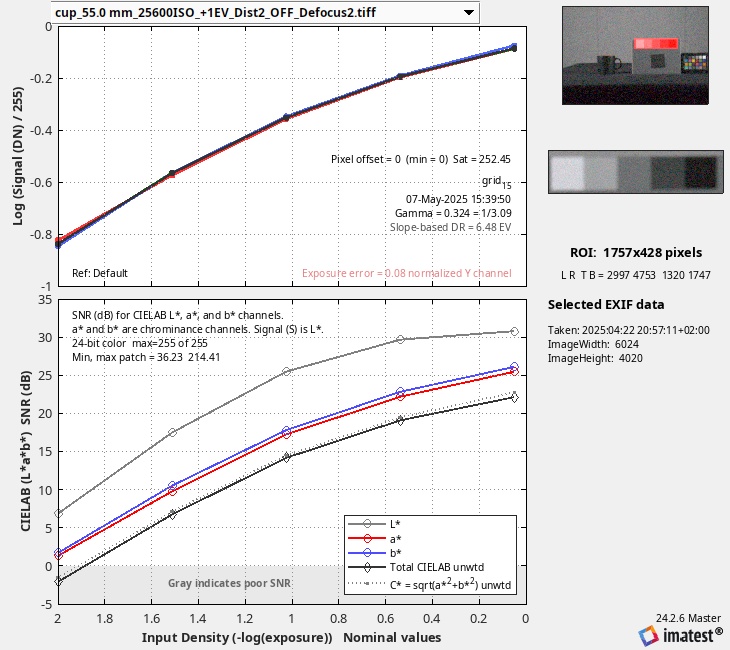 cup_55.0 mm_25600ISO_+1EV_Dist2_OFF_Defocus2.tiff
0
-0.2
-0.4
-0.6
-0.8
-1
Log (Signal (DN) / 255)
Pixel offset = 0 (min = 0) Sat = 252.45
grid_15
07-May-2025 15:39:50
Gamma = 0.324 = 1/3.09
Slope-based DR = 6.48 EV
Ref: Default
Exposure error = 0.08 normalized Y channel
35
30
25
20
15
10
5
0
-5
CIELAB (L*a*b*) SNR (dB)
SNR (dB) for CIELAB L*, a*, and b* channels.
a* and b* are chrominance channels. Signal (S) is L*.
24-bit color max=255 of 255
Min, max patch = 36.23 214.41
L*
a*
b*
Total CIELAB unwtd
C* = sqrt(a*²+b*²) unwtd
Gray indicates poor SNR
2 1.8 1.6 1.4 1.2 1 0.8 0.6 0.4 0.2 0
Input Density (-log(exposure)) Nominal values
ROI: 1757x428 pixels
L R T B = 2997 4753 1320 1747
Selected EXIF data
Taken: 2025:04:22 20:57:11+02:00
ImageWidth: 6024
ImageHeight: 4020
24.2.6 Master
imatest®